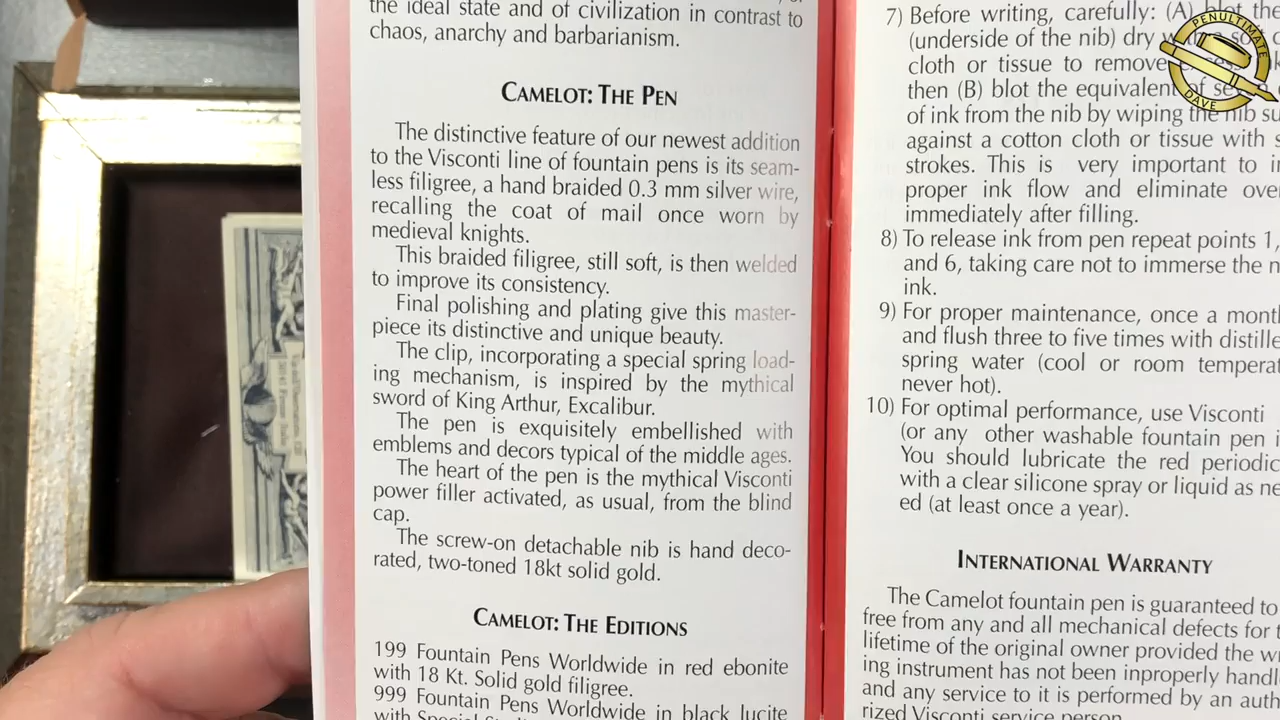 the ideal state and of civilization in contrast to
chaos, anarchy and barbarianism.
CAMELOT: THE PEN
The distinctive feature of our newest addition
to the Visconti line of fountain pens is its seam-
less filigree, a hand braided 0.3 mm silver wire,
recalling the coat of mail once worn by
medieval knights.
This braided filigree, still soft, is then welded
to improve its consistency.
Final polishing and plating give this master-
piece its distinctive and unique beauty.
The clip, incorporating a special spring load-
ing mechanism, is inspired by the mythical
sword of King Arthur, Excalibur.
The pen is exquisitely embellished with
emblems and decors typical of the middle ages.
The heart of the pen is the mythical Visconti
power filler activated, as usual, from the blind
cap.
The screw-on detachable nib is hand deco-
rated, two-toned 18kt solid gold.
CAMELOT: THE EDITIONS
199 Fountain Pens Worldwide in red ebonite
with 18 Kt. Solid gold filigree.
999 Fountain Pens Worldwide in black lucite
with Special
7) Before writing, carefully: (A) blot the
(underside of the nib) dry
cloth or tissue to remove
then (B) blot the equivalent of
of ink from the nib by wiping the nib
against a cotton cloth or tissue with
strokes. This is very important to
proper ink flow and eliminate
immediately after filling.
8) To release ink from pen repeat points 1
and 6, taking care not to immerse the
ink.
9) For proper maintenance, once a
and flush three to five times with
spring water (cool or room
never hot).
10) For optimal performance, use Visconti
(or any other washable fountain pen
You should lubricate the red
with a clear silicone spray or liquid as
ed (at least once a year).
INTERNATIONAL WARRANTY
The Camelot fountain pen is guaranteed to
free from any and all mechanical defects for
lifetime of the original owner provided the
ing instrument has not been inproperly
and any service to it is performed by an
rized Visconti service person
PENULTIMATE
DAVE